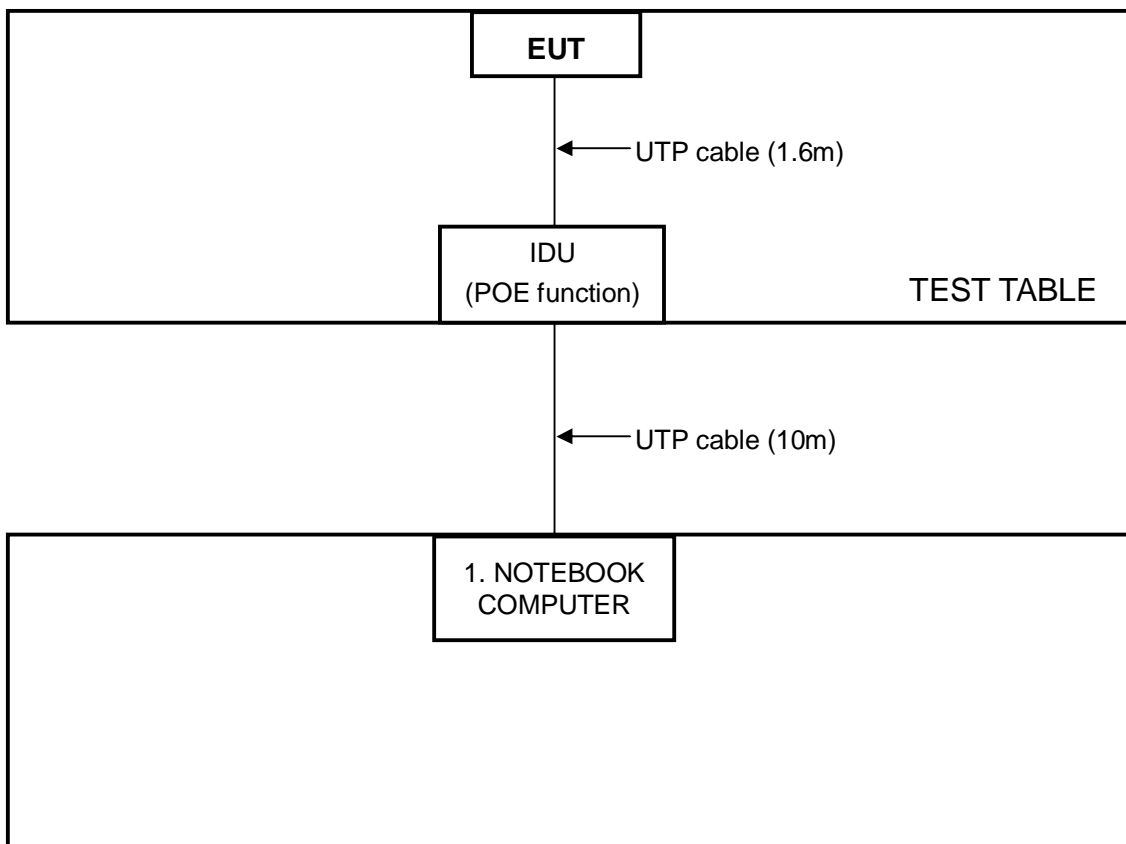 EUT
UTP cable (1.6m)
IDU
(POE function)
TEST TABLE
UTP cable (10m)
1. NOTEBOOK
COMPUTER